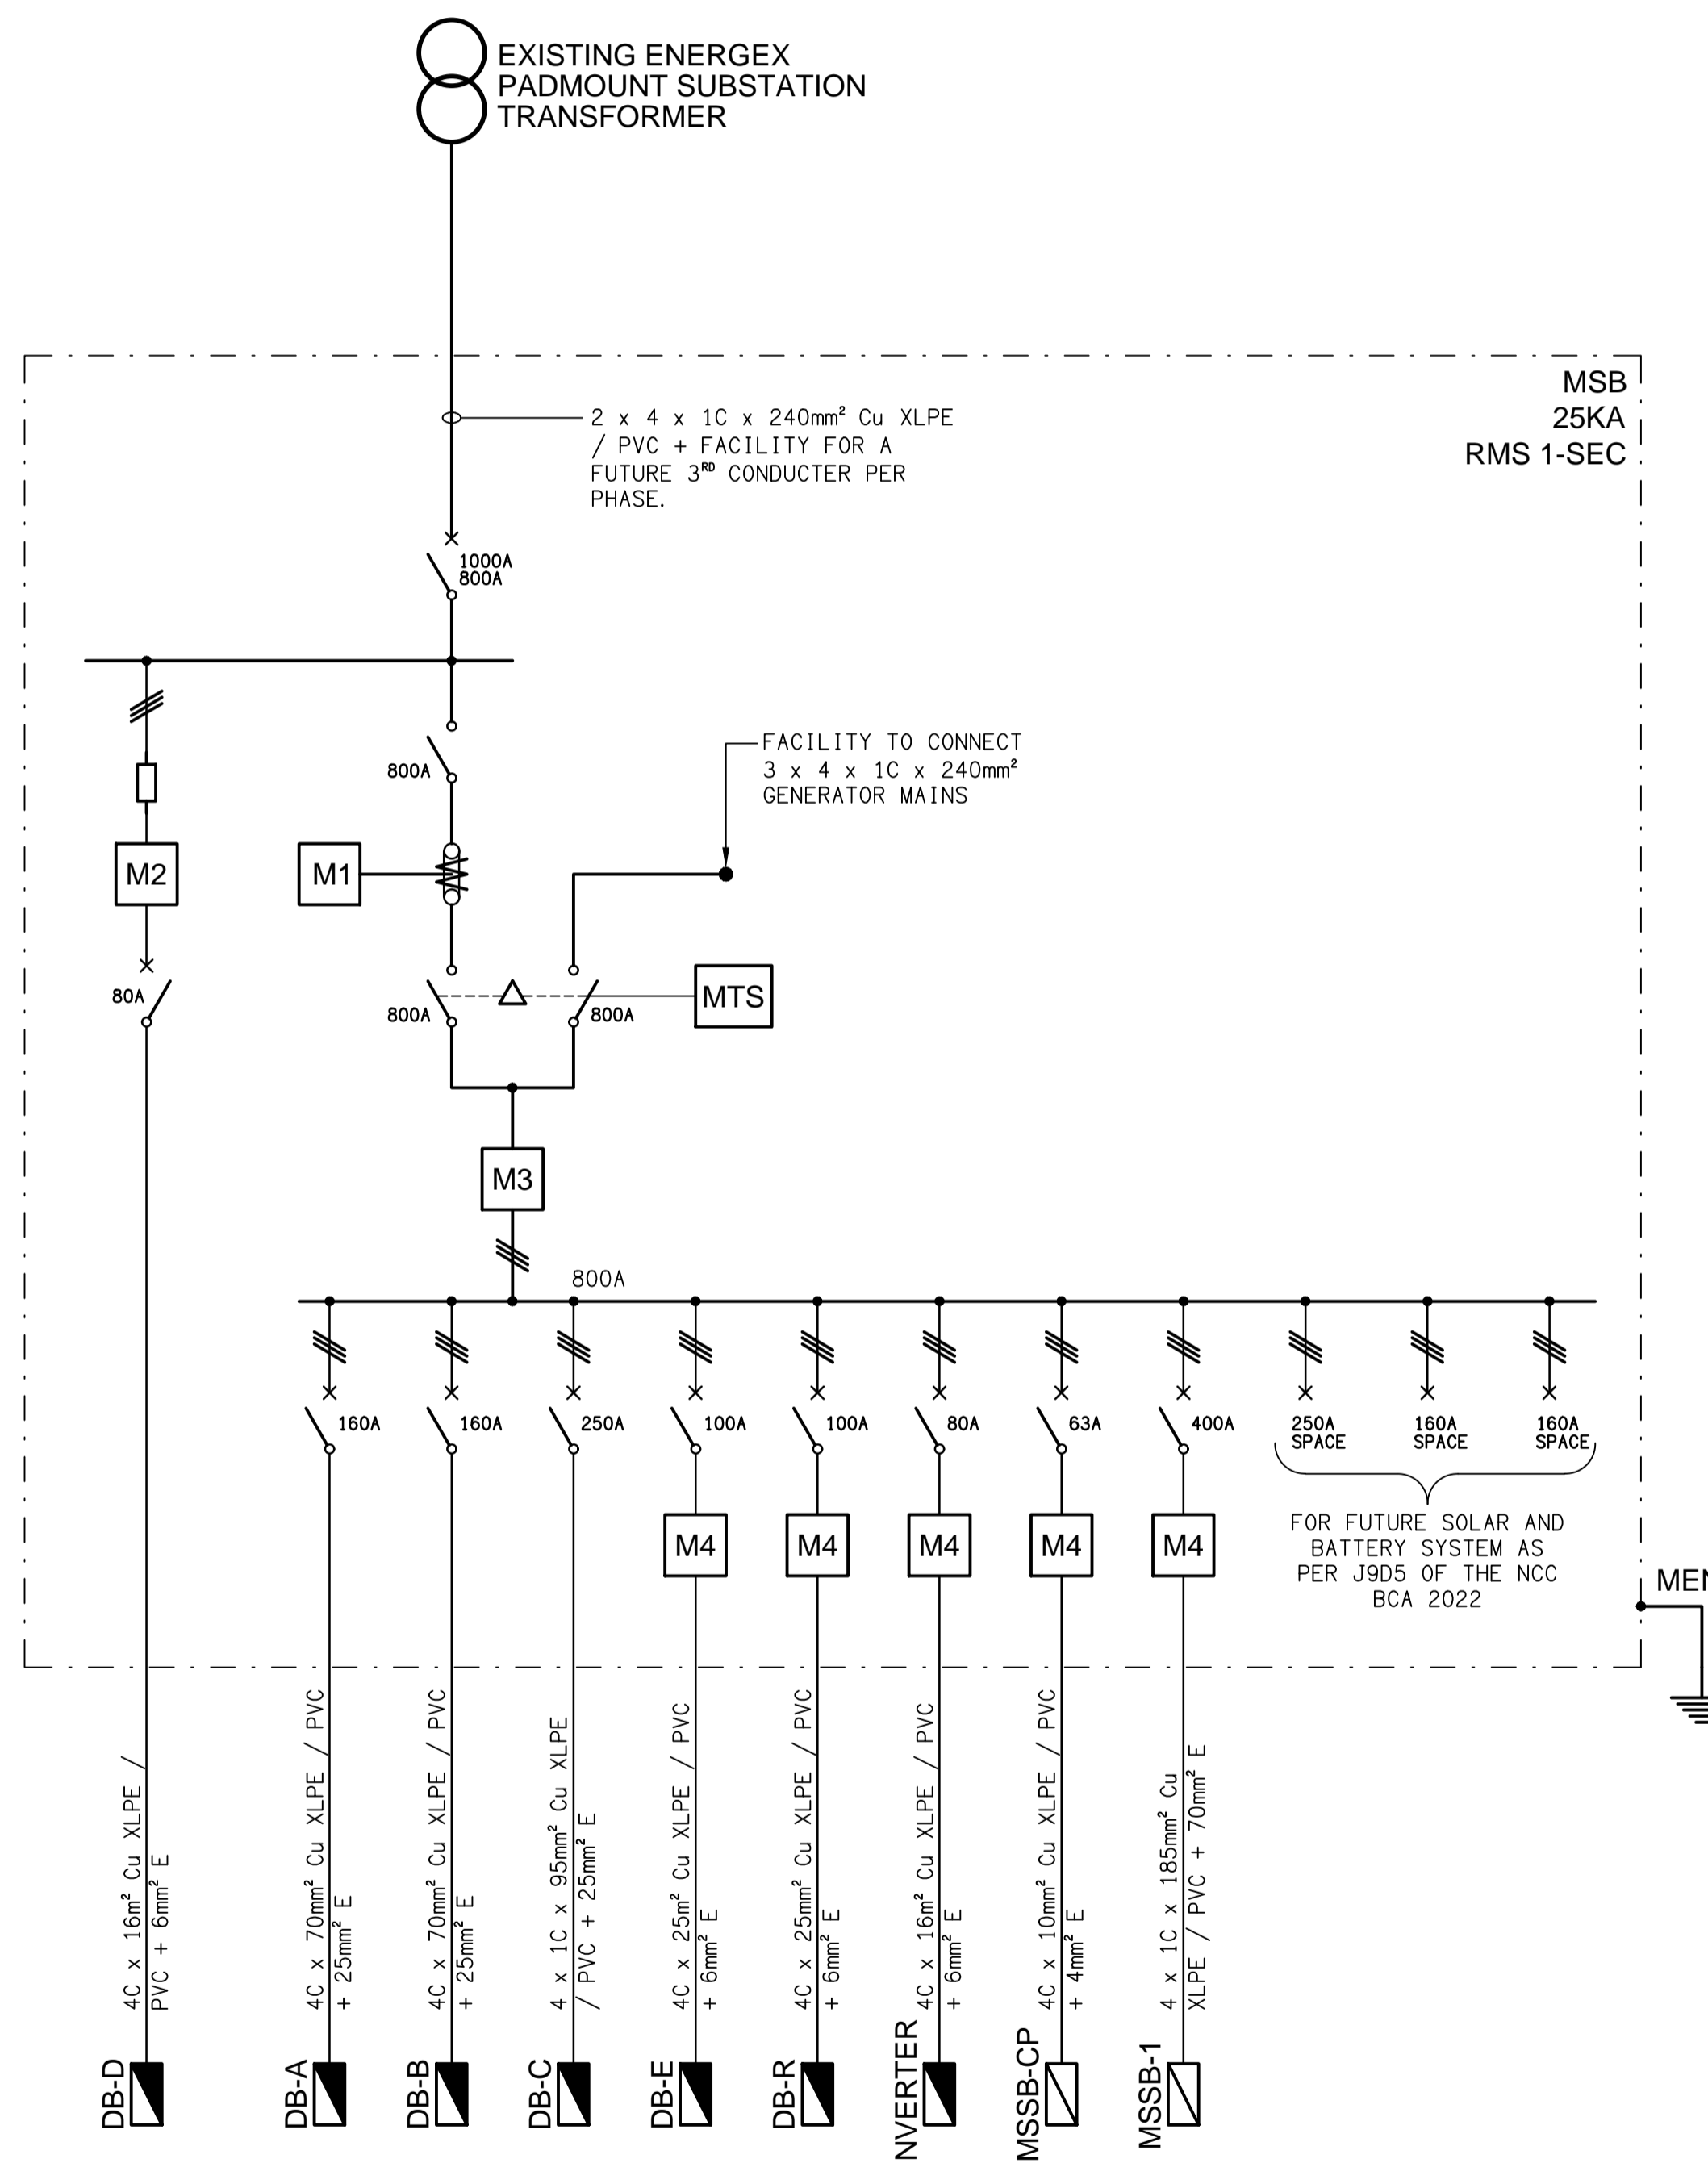 EXISTING ENERGEX
PADMOUNT SUBSTATION
TRANSFORMER
MSB
25KA
RMS 1-SEC
2 x 4 x 1C x 240mm² Cu XLPE
/ PVC + FACILITY FOR A
FUTURE 3ᴿᴰ CONDUCTER PER
PHASE.
1000A
800A
800A
FACILITY TO CONNECT
3 x 4 x 1C x 240mm²
GENERATOR MAINS
M2
M1
80A
800A
800A
MTS
M3
800A
160A
160A
250A
100A
100A
80A
63A
400A
250A
SPACE
160A
SPACE
160A
SPACE
M4
M4
M4
M4
M4
FOR FUTURE SOLAR AND
BATTERY SYSTEM AS
PER J9D5 OF THE NCC
BCA 2022
MEN
4C x 16m² Cu XLPE /
PVC + 6mm² E
4C x 70mm² Cu XLPE / PVC
+ 25mm² E
4C x 70mm² Cu XLPE / PVC
+ 25mm² E
4 x 1C x 95mm² Cu XLPE
/ PVC + 25mm² E
4C x 25m² Cu XLPE / PVC
+ 6mm² E
4C x 25mm² Cu XLPE / PVC
+ 6mm² E
4C x 16m² Cu XLPE / PVC
+ 6mm² E
4C x 10mm² Cu XLPE / PVC
+ 4mm² E
4 x 1C x 185mm² Cu
XLPE / PVC + 70mm² E
DB-D
DB-A
DB-B
DB-C
DB-E
DB-R
NVERTER
MSSB-CP
MSSB-1